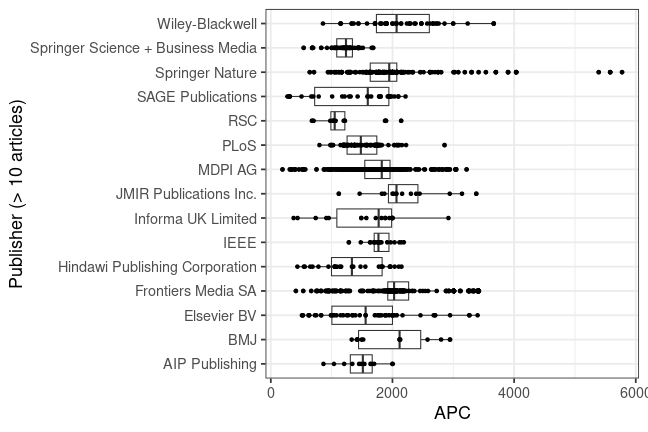 Publisher (> 10 articles)
Wiley-Blackwell
Springer Science + Business Media
Springer Nature
SAGE Publications
RSC
PLoS
MDPI AG
JMIR Publications Inc.
Informa UK Limited
IEEE
Hindawi Publishing Corporation
Frontiers Media SA
Elsevier BV
BMJ
AIP Publishing
0 2000 4000 6000
APC